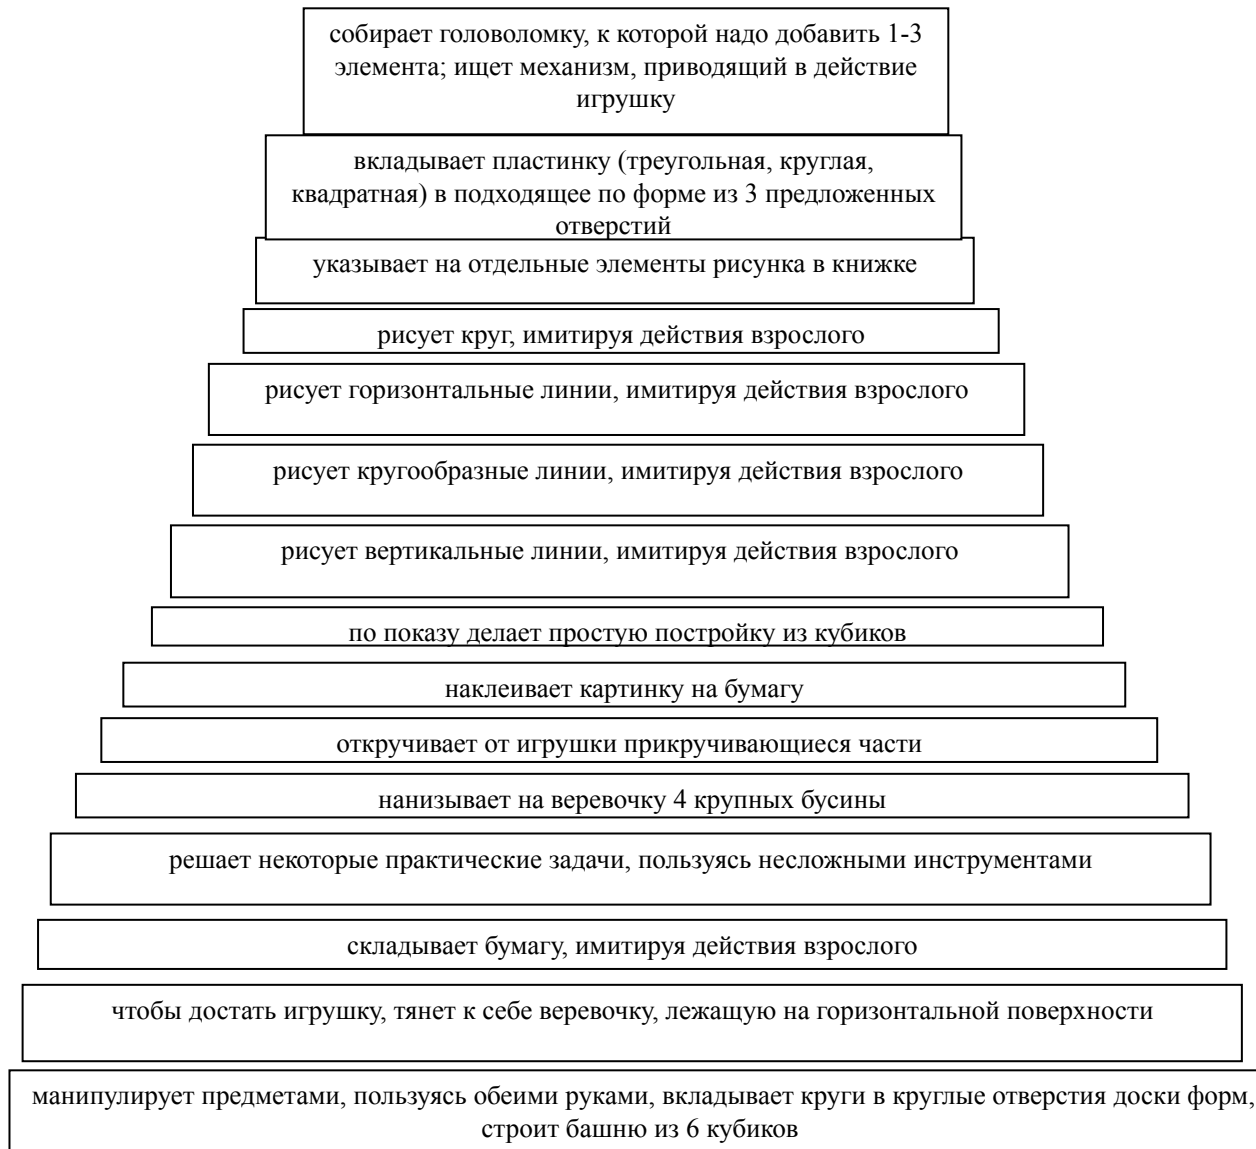 собирает головоломку, к которой надо добавить 1-3
элемента; ищет механизм, приводящий в действие
игрушку
вкладывает пластинку (треугольная, круглая,
квадратная) в подходящее по форме из 3 предложенных
отверстий
указывает на отдельные элементы рисунка в книжке
рисует круг, имитируя действия взрослого
рисует горизонтальные линии, имитируя действия взрослого
рисует кругообразные линии, имитируя действия взрослого
рисует вертикальные линии, имитируя действия взрослого
по показу делает простую постройку из кубиков
наклеивает картинку на бумагу
откручивает от игрушки прикручивающиеся части
нанизывает на веревочку 4 крупных бусины
решает некоторые практические задачи, пользуясь несложными инструментами
складывает бумагу, имитируя действия взрослого
чтобы достать игрушку, тянет к себе веревочку, лежащую на горизонтальной поверхности
манипулирует предметами, пользуясь обеими руками, вкладывает круги в круглые отверстия доски форм,
строит башню из 6 кубиков